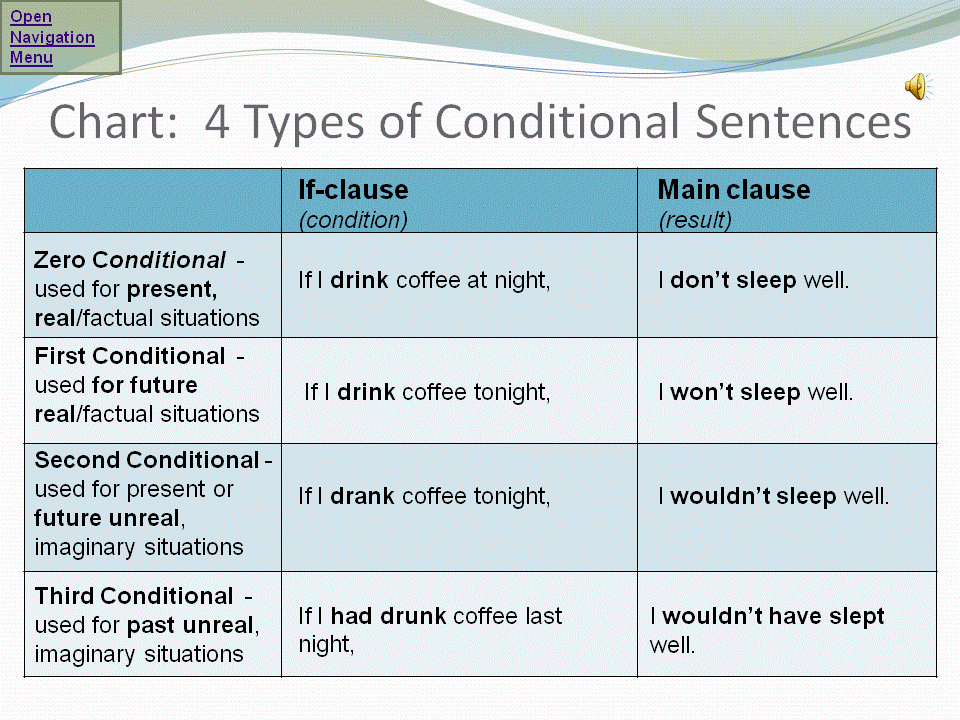 Open
Navigation
Menu
Chart: 4 Types of Conditional Sentences
If-clause
(condition)
Main clause
(result)
Zero Conditional -
used for present,
real/factual situations
If I drink coffee at night,
I don’t sleep well.
First Conditional -
used for future
real/factual situations
If I drink coffee tonight,
I won’t sleep well.
Second Conditional -
used for present or
future unreal,
imaginary situations
If I drank coffee tonight,
I wouldn’t sleep well.
Third Conditional -
used for past unreal,
imaginary situations
If I had drunk coffee last
night,
I wouldn’t have slept
well.